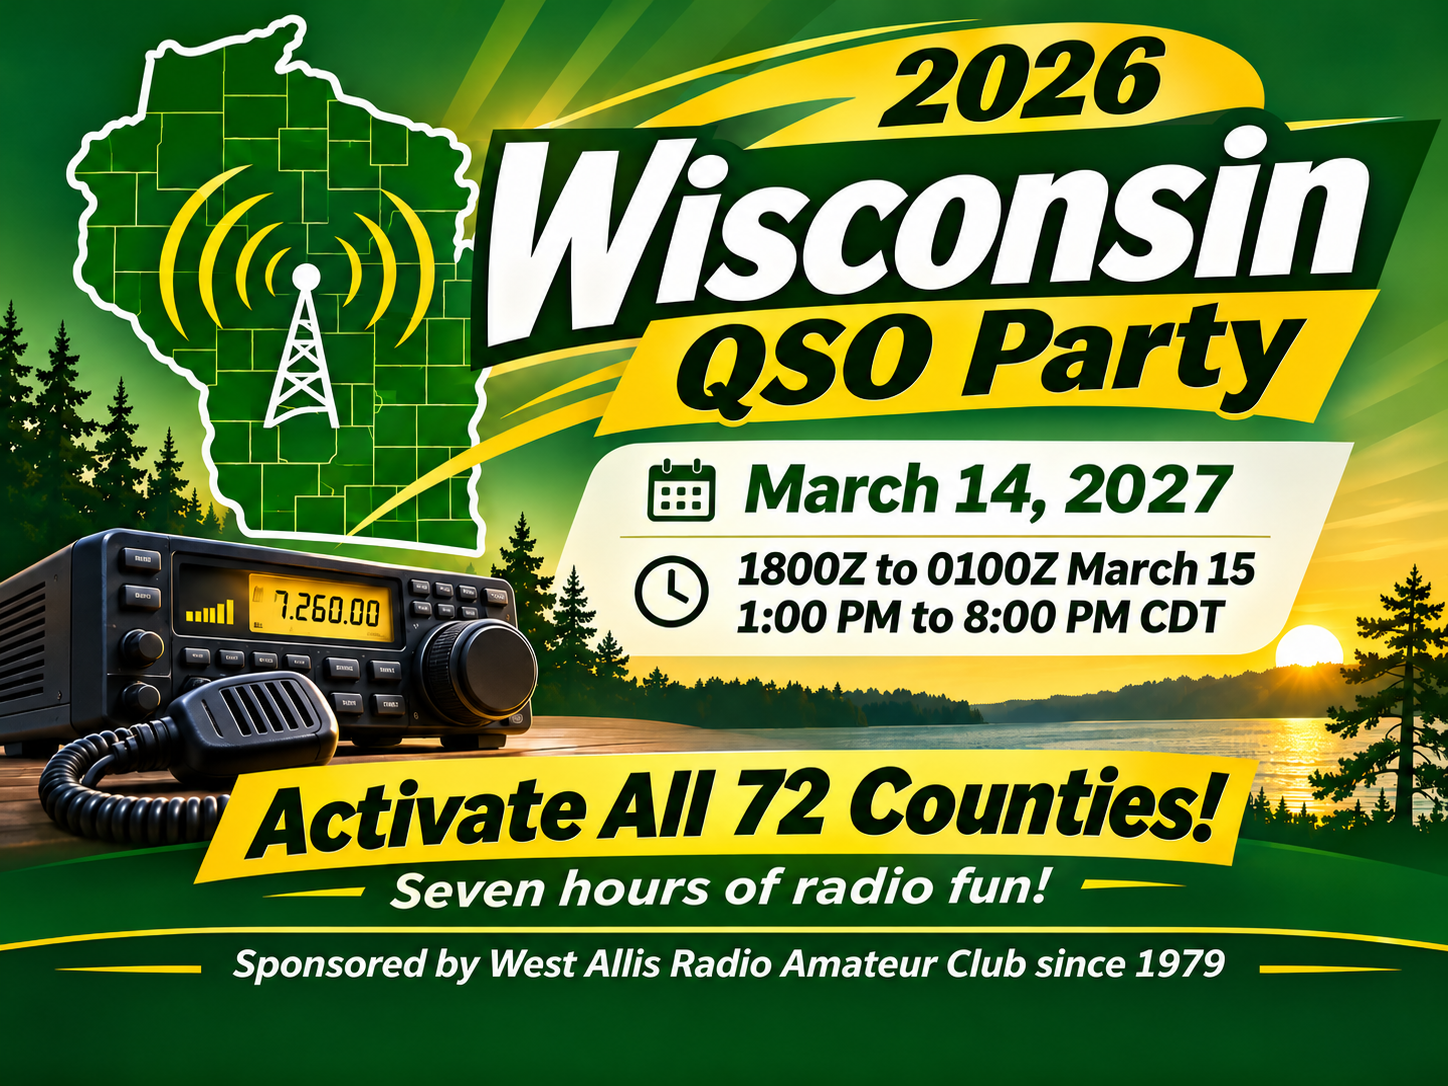 2026
Wisconsin
QSO Party
March 14, 2027
1800Z to 0100Z March 15
1:00 PM to 8:00 PM CDT
7.260.00
Activate All 72 Counties!
Seven hours of radio fun!
Sponsored by West Allis Radio Amateur Club since 1979